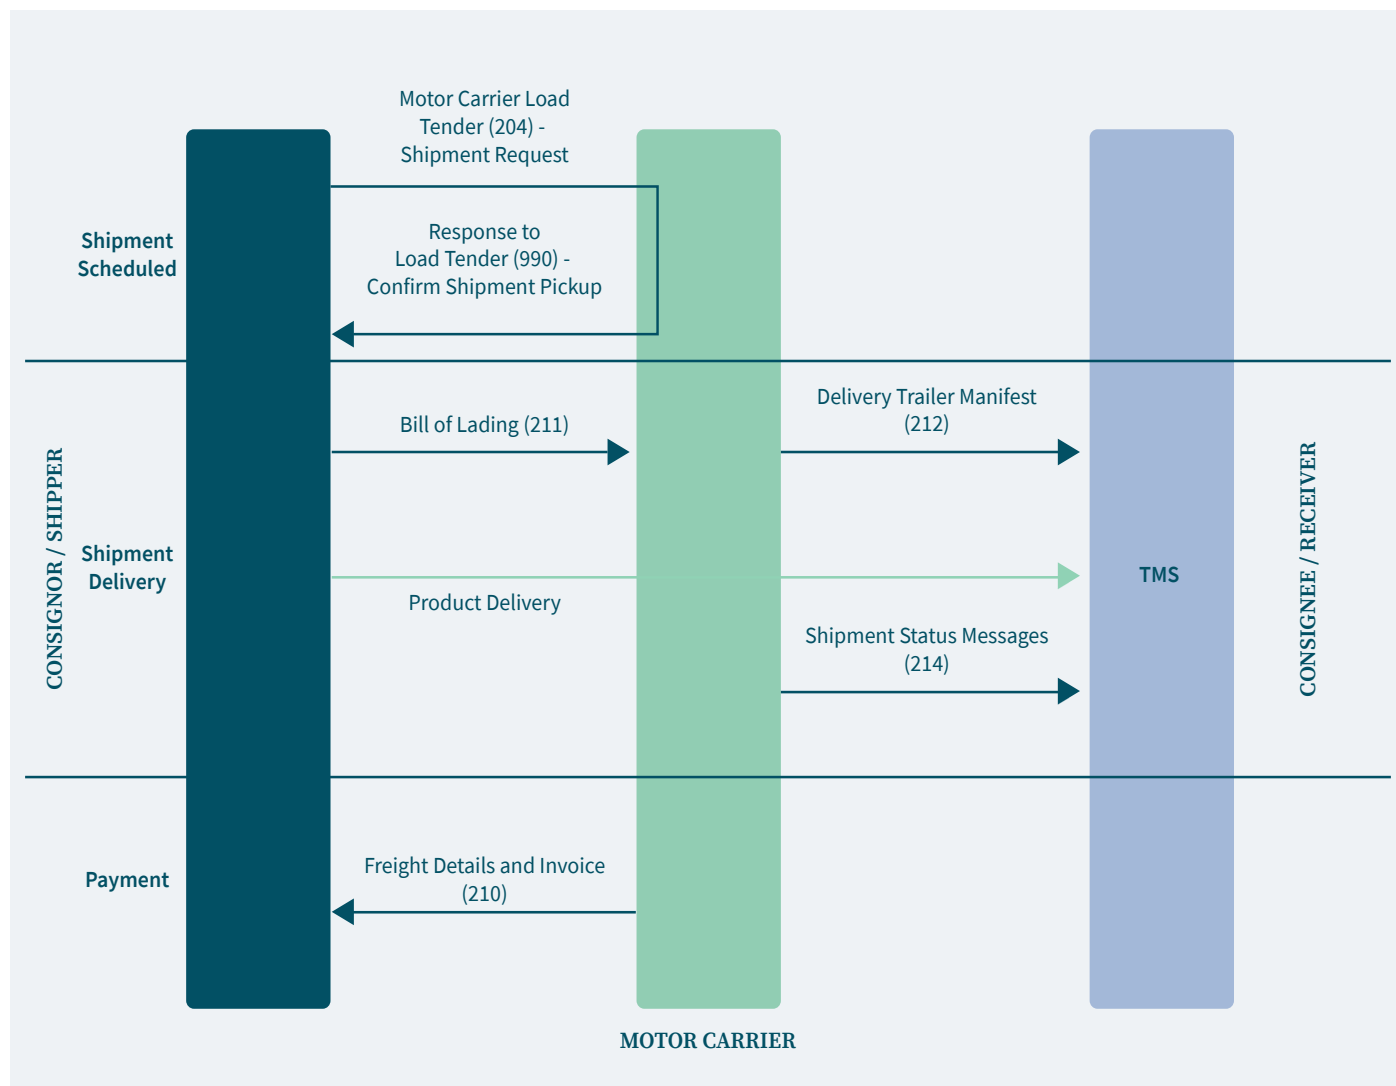 Motor Carrier Load
Tender (204) -
Shipment Request
Shipment
Scheduled
Response to
Load Tender (990) -
Confirm Shipment Pickup
CONSIGNOR / SHIPPER
Bill of Lading (211)
Delivery Trailer Manifest
(212)
Shipment
Delivery
Product Delivery
TMS
Shipment Status Messages
(214)
CONSIGNEE / RECEIVER
Payment
Freight Details and Invoice
(210)
MOTOR CARRIER